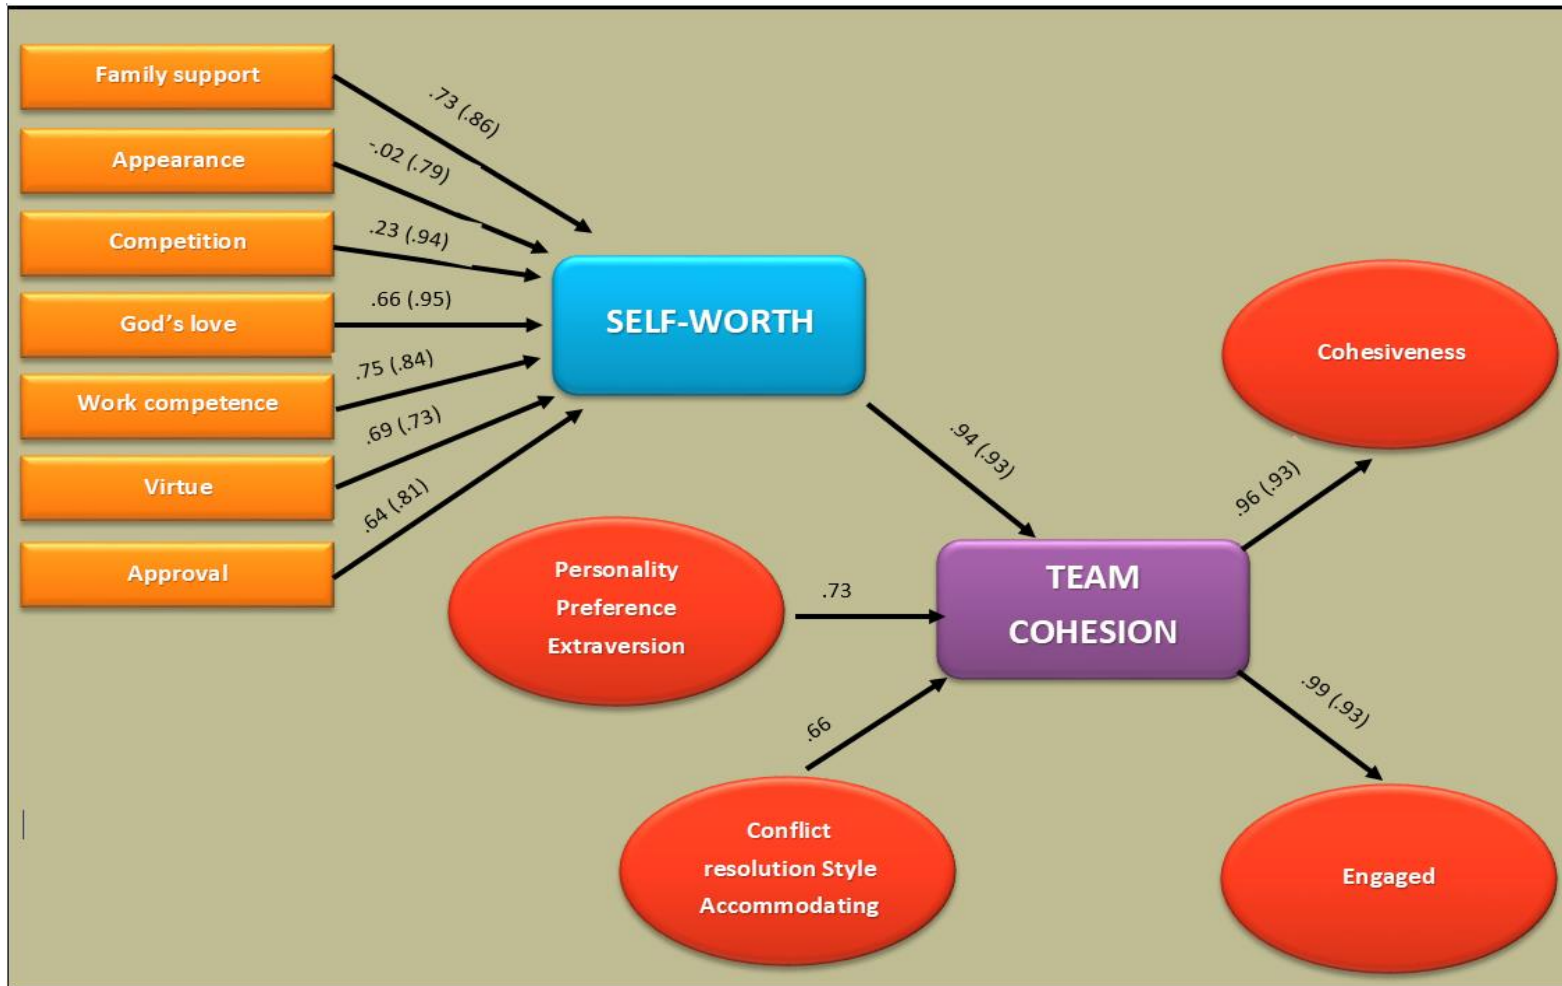 Family support
.73 (.86)
Appearance
-.02 (.79)
Competition
.23 (.94)
God's love
.66 (.95)
Work competence
.75 (.84)
Virtue
.69 (.73)
Approval
.64 (.81)
SELF-WORTH
.94 (.93)
Personality
Preference
Extraversion
.73
Conflict
resolution Style
Accommodating
.66
TEAM
COHESION
.96 (.93)
Cohesiveness
.99 (.93)
Engaged